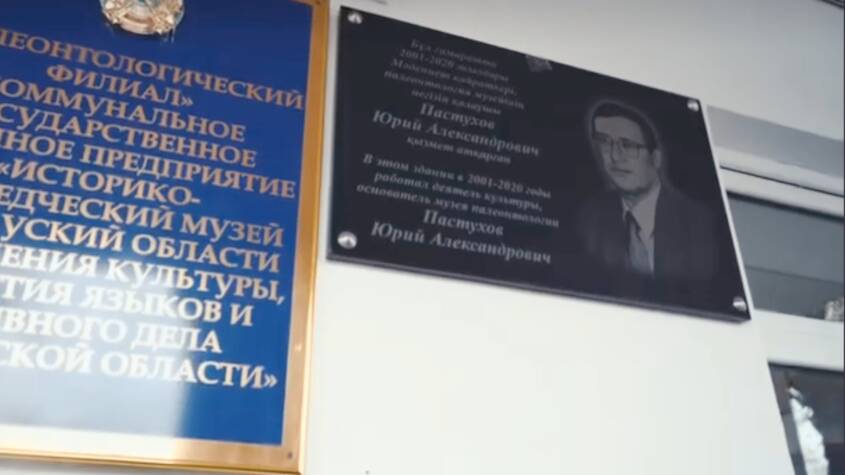 ЛЕОНТОЛОГИЧЕСКИЙ
ФИЛИАЛ»
КОММУНАЛЬНОЕ
СУДАРСТВЕННОЕ
ННОЕ ПРЕДПРИЯТИЕ
«ИСТОРИКО-
ЕДЧЕСКИЙ МУЗЕЙ
УСКИЙ ОБЛАСТИ
ЕНИЯ КУЛЬТУРЫ,
ТИЯ ЯЗЫКОВ И
ИВНОГО ДЕЛА
СКОЙ ОБЛАСТИ»
Бұл ғимаратта
2001-2020 жылдары
Мәдениет қайраткері,
палеонтология музейінің
негізін қалаушы
Пастухов
Юрий Александрович
қызмет атқарған
В этом здании в 2001-2020 годы
работал деятель культуры,
основатель музея палеонтологии
Пастухов
Юрий Александрович